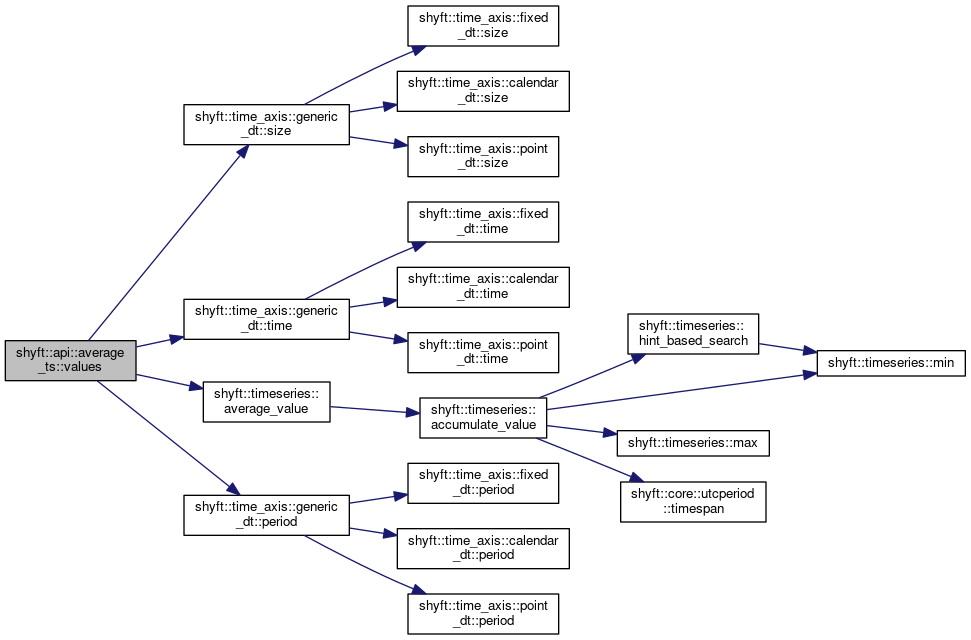 shyft::time_axis::fixed
_dt::size
shyft::time_axis::calendar
_dt::size
shyft::time_axis::generic
_dt::size
shyft::time_axis::point
_dt::size
shyft::time_axis::fixed
_dt::time
shyft::time_axis::calendar
_dt::time
shyft::time_axis::generic
_dt::time
shyft::time_axis::point
_dt::time
shyft::timeseries::
hint_based_search
shyft::api::average
_ts::values
shyft::timeseries::min
shyft::timeseries::
average_value
shyft::timeseries::
accumulate_value
shyft::timeseries::max
shyft::time_axis::fixed
_dt::period
shyft::core::utcperiod
::timespan
shyft::time_axis::generic
_dt::period
shyft::time_axis::calendar
_dt::period
shyft::time_axis::point
_dt::period